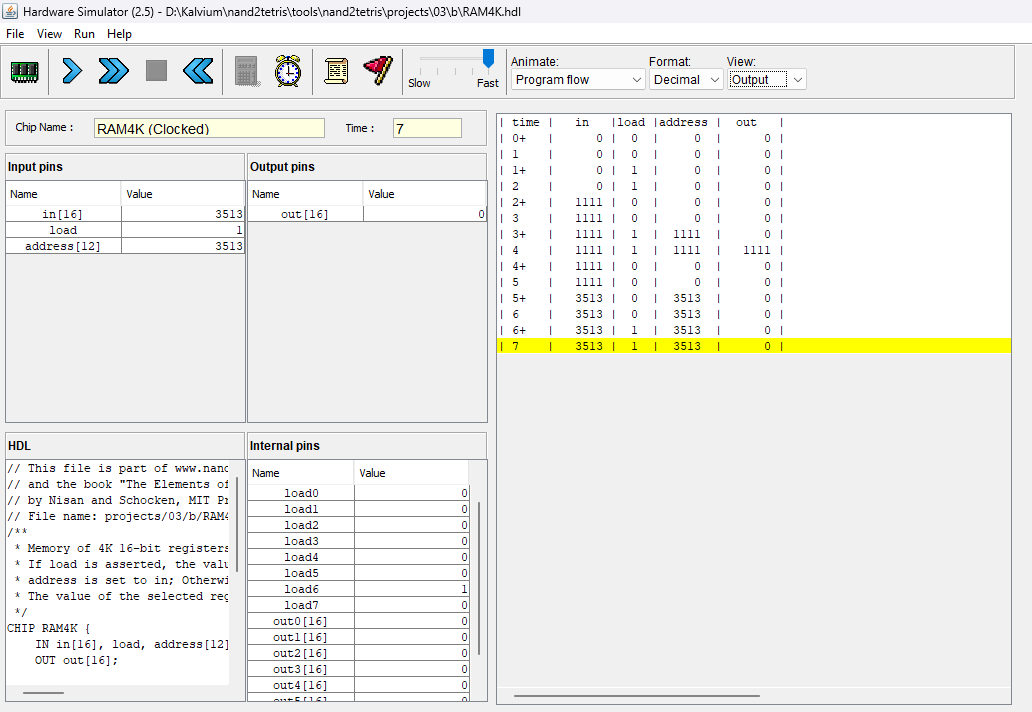 Hardware Simulator (2.5) - D:\Kalvium\nand2tetris\tools\nand2tetris\projects\03\b\RAM4K.hdl
File View Run Help
Slow Fast
Animate: Format: View:
Program flow Decimal Output
Chip Name : RAM4K (Clocked) Time : 7
Input pins
Name Value
in[16] 3513
load 1
address[12] 3513
Output pins
Name Value
out[16] 0
HDL
// This file is part of www.nand
// and the book "The Elements of
// by Nisan and Schocken, MIT Pr
// File name: projects/03/b/RAM4
/**
* Memory of 4K 16-bit registers
* If load is asserted, the valu
* address is set to in; Otherwi
* The value of the selected reg
*/
CHIP RAM4K {
IN in[16], load, address[12]
OUT out[16];
Internal pins
Name Value
load0 0
load1 0
load2 0
load3 0
load4 0
load5 0
load6 1
load7 0
out0[16] 0
out1[16] 0
out2[16] 0
out3[16] 0
out4[16] 0
out5[16] 0
| time | in |load |address | out |
| 0+ | 0 | 0 | 0 | 0 |
| 1 | 0 | 0 | 0 | 0 |
| 1+ | 0 | 1 | 0 | 0 |
| 2 | 0 | 1 | 0 | 0 |
| 2+ | 1111 | 0 | 0 | 0 |
| 3 | 1111 | 0 | 0 | 0 |
| 3+ | 1111 | 1 | 1111 | 0 |
| 4 | 1111 | 1 | 1111 | 1111 |
| 4+ | 1111 | 0 | 0 | 0 |
| 5 | 1111 | 0 | 0 | 0 |
| 5+ | 3513 | 0 | 3513 | 0 |
| 6 | 3513 | 0 | 3513 | 0 |
| 6+ | 3513 | 1 | 3513 | 0 |
| 7 | 3513 | 1 | 3513 | 0 |